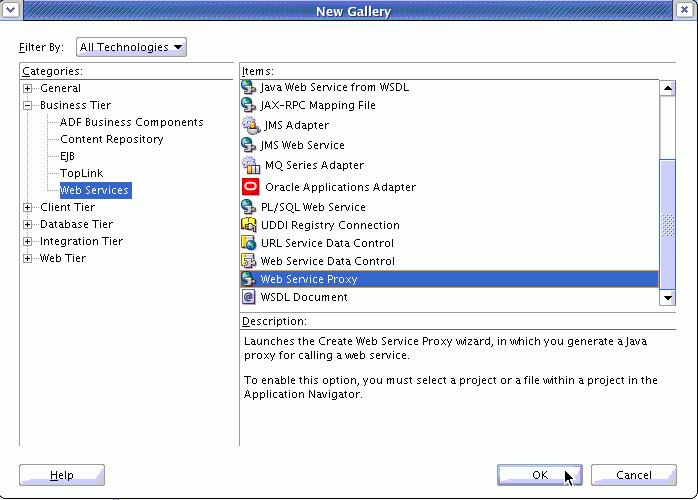 New Gallery
Filter By: All Technologies
Categories:
General
Business Tier
ADF Business Components
Content Repository
EJB
TopLink
Web Services
Client Tier
Database Tier
Integration Tier
Web Tier
Items:
Java Web Service from WSDL
JAX-RPC Mapping File
JMS Adapter
JMS Web Service
MQ Series Adapter
Oracle Applications Adapter
PL/SQL Web Service
UDDI Registry Connection
URL Service Data Control
Web Service Data Control
Web Service Proxy
WSDL Document
Description:
Launches the Create Web Service Proxy wizard, in which you generate a Java
proxy for calling a web service.
To enable this option, you must select a project or a file within a project in the
Application Navigator.
Help
OK
Cancel